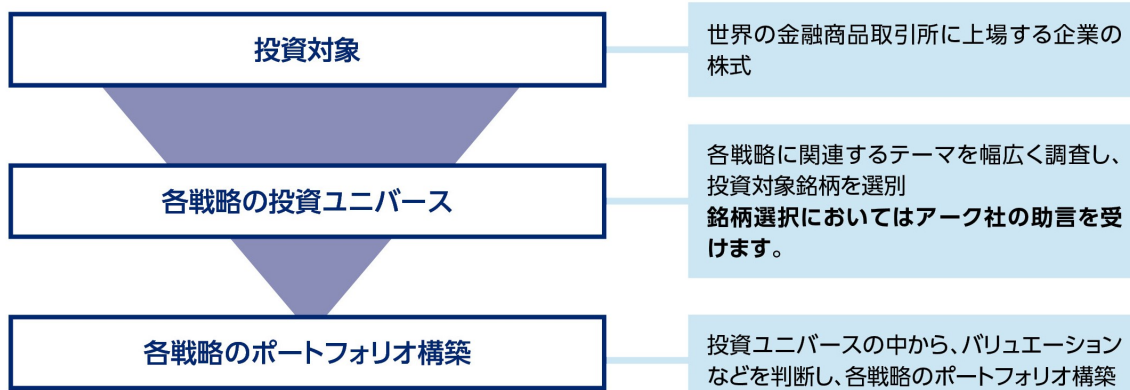 投資対象
世界の金融商品取引所に上場する企業の
株式
各戦略の投資ユニバース
各戦略に関連するテーマを幅広く調査し、
投資対象銘柄を選別
銘柄選択においてはアーク社の助言を受
けます。
各戦略のポートフォリオ構築
投資ユニバースの中から、バリュエーション
などを判断し、各戦略のポートフォリオ構築